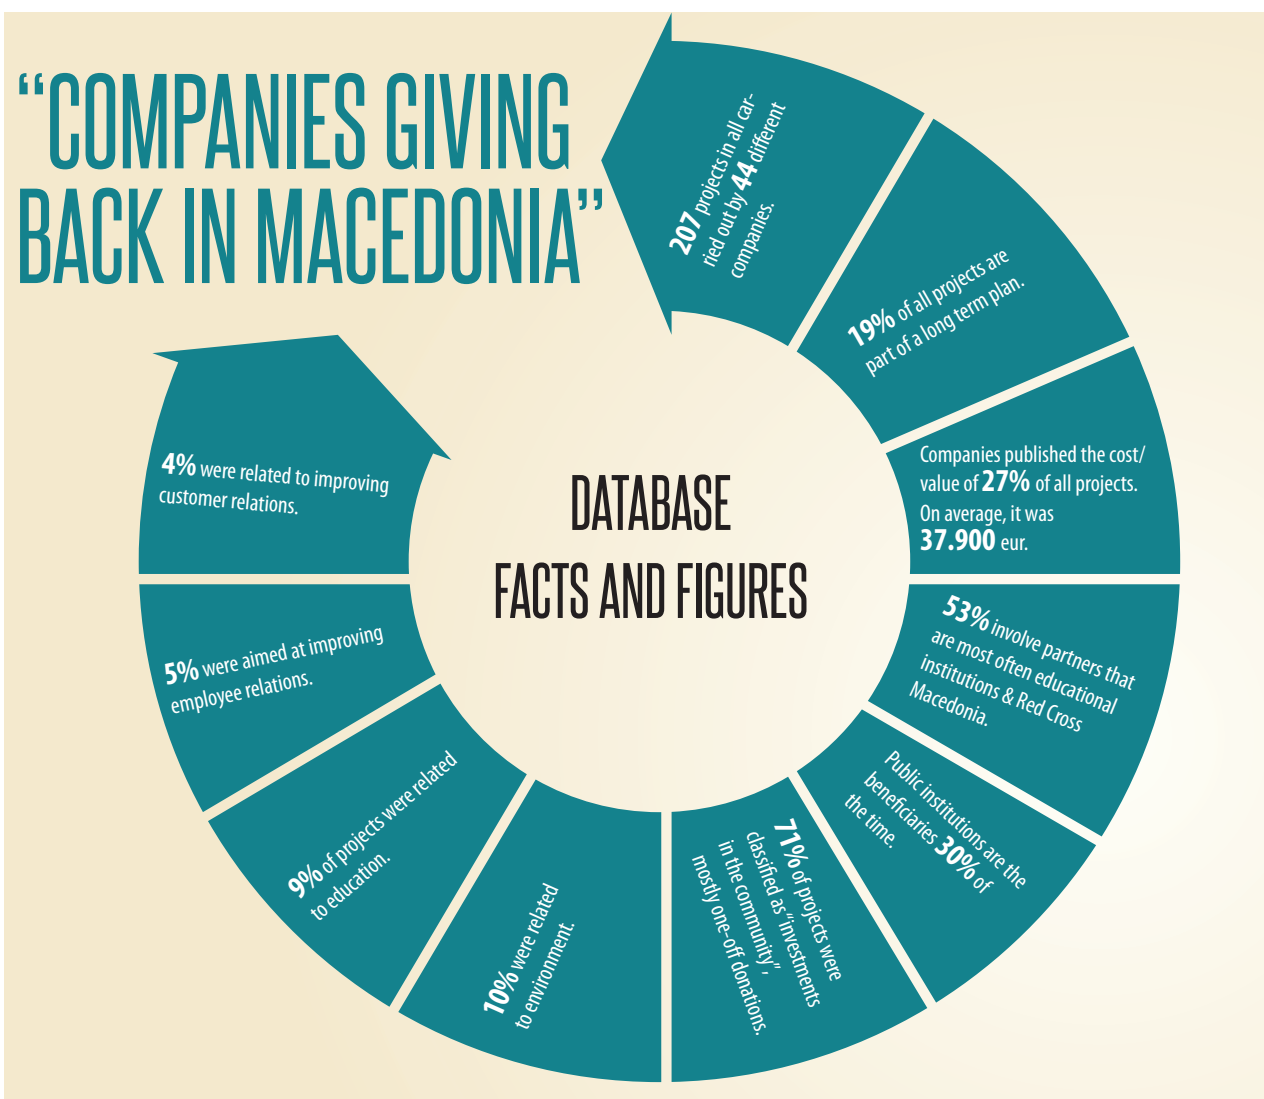 “COMPANIES GIVING
BACK IN MACEDONIA”
207 projects in all car-
ried out by 44 different
companies.
19% of all projects are
part of a long term plan.
Companies published the cost/
value of 27% of all projects.
On average, it was
37.900 eur.
53% involve partners that
are most often educational
institutions & Red Cross
Macedonia.
Public institutions are the
beneficiaries 30% of
the time.
71% of projects were
classified as “investments
in the community”,
mostly one-off donations.
10% were related
to environment.
9% of projects were related
to education.
5% were aimed at improving
employee relations.
4% were related to improving
customer relations.
DATABASE
FACTS AND FIGURES